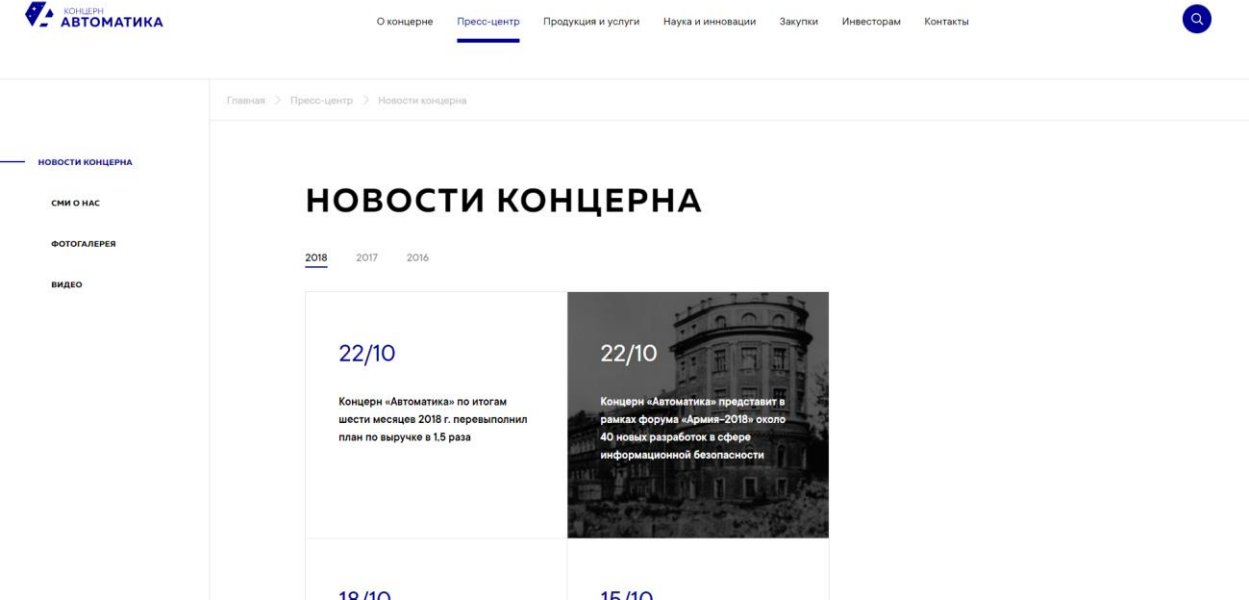 КОНЦЕРН
АВТОМАТИКА
О концерне
Пресс-центр
Продукция и услуги
Наука и инновации
Закупки
Инвесторам
Контакты
Главная
Пресс-центр
Новости концерна
НОВОСТИ КОНЦЕРНА
СМИ О НАС
ФОТОГАЛЕРЕЯ
ВИДЕО
НОВОСТИ КОНЦЕРНА
2018
2017
2016
22/10
Концерн «Автоматика» по итогам
шести месяцев 2018 г. перевыполнил
план по выручке в 1,5 раза
22/10
Концерн «Автоматика» представит в
рамках форума «Армия–2018» около
40 новых разработок в сфере
информационной безопасности
18/10
15/10